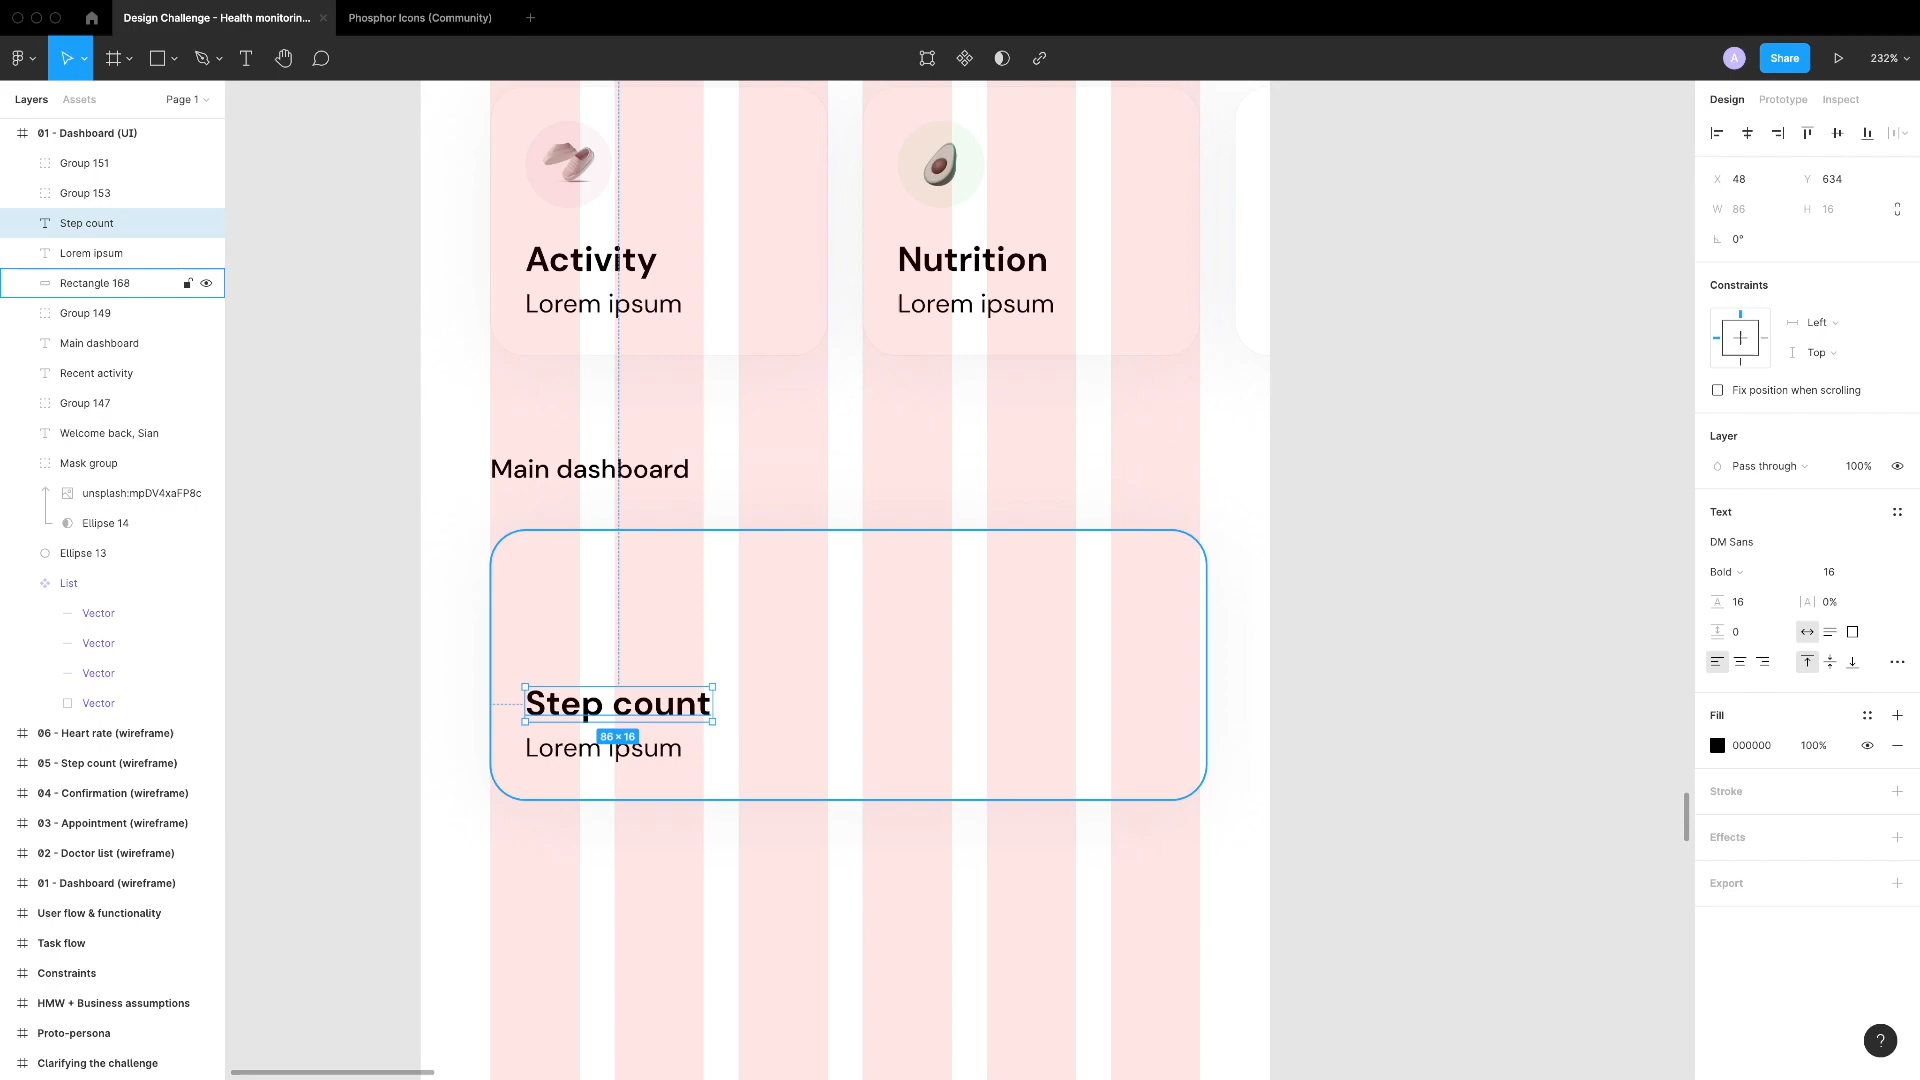 Design Challenge - Health monitorin...
Phosphor Icons (Community)
A
Share
232%
Layers
Assets
Page 1
01 - Dashboard (UI)
Group 151
Group 153
Step count
Lorem ipsum
Rectangle 168
Group 149
Main dashboard
Recent activity
Group 147
Welcome back, Sian
Mask group
unsplash:mpDV4xaFP8c
Ellipse 14
Ellipse 13
List
Vector
Vector
Vector
Vector
06 - Heart rate (wireframe)
05 - Step count (wireframe)
04 - Confirmation (wireframe)
03 - Appointment (wireframe)
02 - Doctor list (wireframe)
01 - Dashboard (wireframe)
User flow & functionality
Task flow
Constraints
HMW + Business assumptions
Proto-persona
Clarifying the challenge
Activity
Lorem ipsum
Nutrition
Lorem ipsum
Main dashboard
Step count
86 × 16
Lorem ipsum
Design
Prototype
Inspect
X 48
Y 634
W 86
H 16
0°
Constraints
Left
Top
Fix position when scrolling
Layer
Pass through
100%
Text
DM Sans
Bold
16
A 16
|A| 0%
0
Fill
000000
100%
Stroke
Effects
Export
?